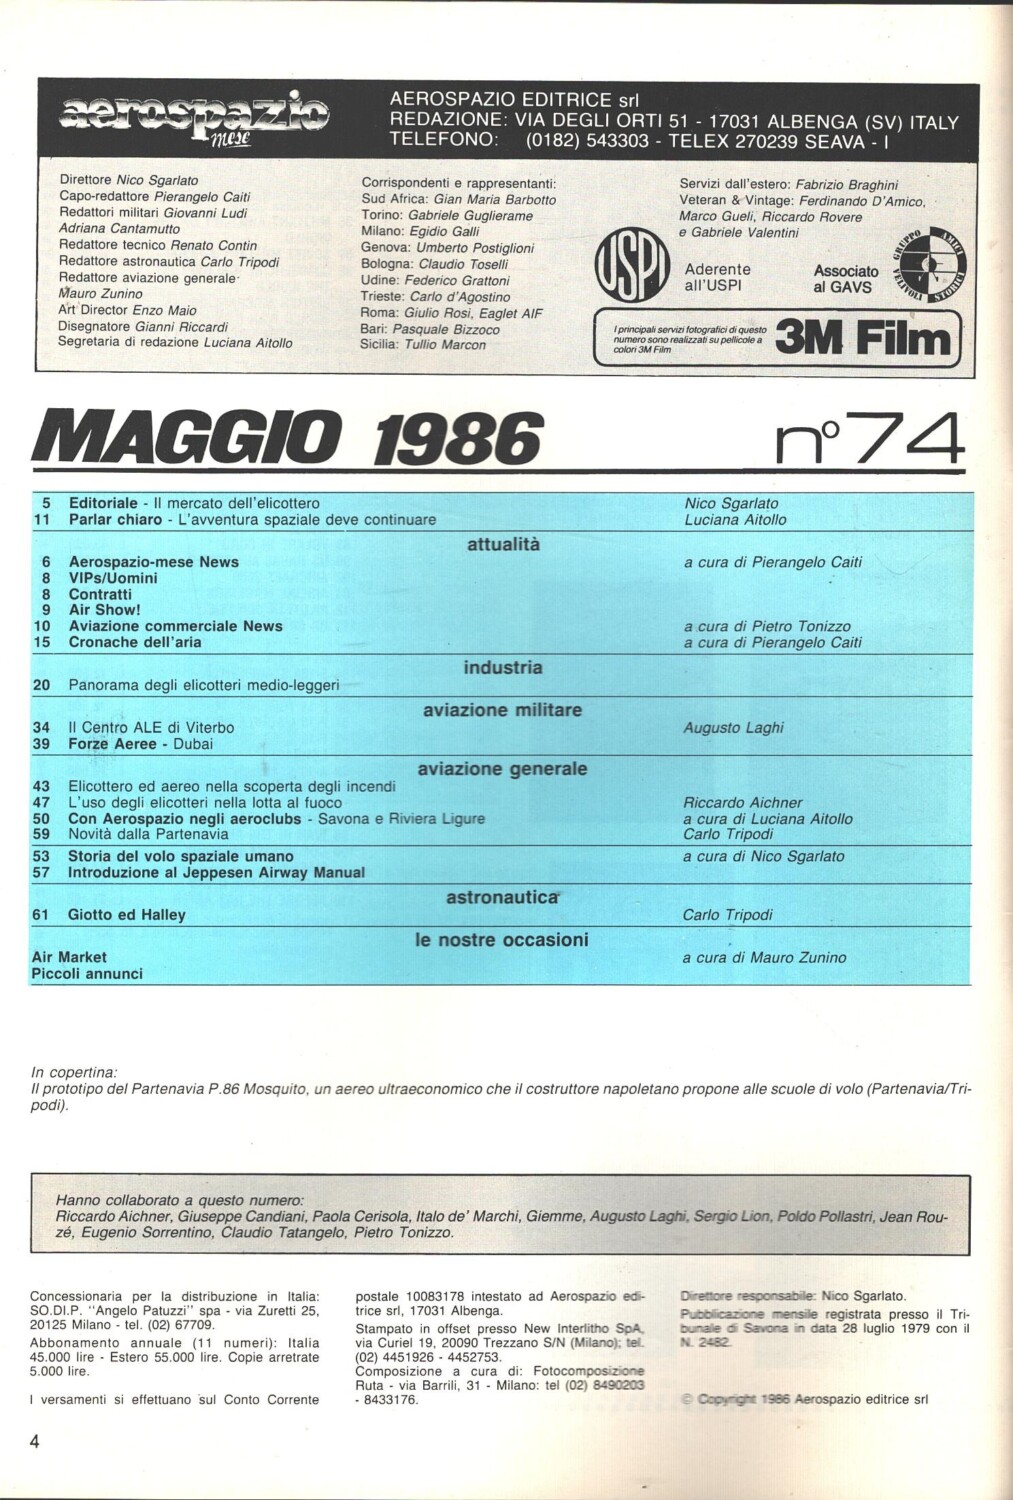 aerospazio
mese
AEROSPAZIO EDITRICE srl
REDAZIONE: VIA DEGLI ORTI 51 - 17031 ALBENGA (SV) ITALY
TELEFONO: (0182) 543303 - TELEX 270239 SEAVA - I
Direttore Nico Sgarlato
Capo-redattore Pierangelo Caiti
Redattori militari Giovanni Ludi
Adriana Cantamutto
Redattore tecnico Renato Contin
Redattore astronautica Carlo Tripodi
Redattore aviazione generale
Mauro Zunino
Art Director Enzo Maio
Disegnatore Gianni Riccardi
Segretaria di redazione Luciana Aitollo
Corrispondenti e rappresentanti:
Sud Africa: Gian Maria Barbotto
Torino: Gabriele Guglierame
Milano: Egidio Galli
Genova: Umberto Postiglioni
Bologna: Claudio Toselli
Udine: Federico Grattoni
Trieste: Carlo d'Agostino
Roma: Giulio Rosi, Eaglet AIF
Bari: Pasquale Bizzoco
Sicilia: Tullio Marcon
Servizi dall'estero: Fabrizio Braghini
Veteran & Vintage: Ferdinando D'Amico,
Marco Gueli, Riccardo Rovere
e Gabriele Valentini
USPI
Aderente
all'USPI
Associato
al GAVS
GRUPPO AMICI VELIVOLI STORICI
I principali servizi fotografici di questo
numero sono realizzati su pellicole a
colori 3M Film
3M Film
MAGGIO 1986 n° 74
5 Editoriale - Il mercato dell'elicottero Nico Sgarlato
11 Parlar chiaro - L'avventura spaziale deve continuare Luciana Aitollo
attualità
6 Aerospazio-mese News a cura di Pierangelo Caiti
8 VIPs/Uomini
8 Contratti
9 Air Show!
10 Aviazione commerciale News a cura di Pietro Tonizzo
15 Cronache dell'aria a cura di Pierangelo Caiti
industria
20 Panorama degli elicotteri medio-leggeri
aviazione militare
34 Il Centro ALE di Viterbo Augusto Laghi
39 Forze Aeree - Dubai
aviazione generale
43 Elicottero ed aereo nella scoperta degli incendi
47 L'uso degli elicotteri nella lotta al fuoco Riccardo Aichner
50 Con Aerospazio negli aeroclubs - Savona e Riviera Ligure a cura di Luciana Aitollo
59 Novità dalla Partenavia Carlo Tripodi
53 Storia del volo spaziale umano a cura di Nico Sgarlato
57 Introduzione al Jeppesen Airway Manual
astronautica
61 Giotto ed Halley Carlo Tripodi
le nostre occasioni
Air Market a cura di Mauro Zunino
Piccoli annunci
In copertina:
Il prototipo del Partenavia P.86 Mosquito, un aereo ultraeconomico che il costruttore napoletano propone alle scuole di volo (Partenavia/Tri-
podi).
Hanno collaborato a questo numero:
Riccardo Aichner, Giuseppe Candiani, Paola Cerisola, Italo de' Marchi, Giemme, Augusto Laghi, Sergio Lion, Poldo Pollastri, Jean Rou-
zé, Eugenio Sorrentino, Claudio Tatangelo, Pietro Tonizzo.
Concessionaria per la distribuzione in Italia:
SO.DI.P. "Angelo Patuzzi" spa - via Zuretti 25,
20125 Milano - tel. (02) 67709.
Abbonamento annuale (11 numeri): Italia
45.000 lire - Estero 55.000 lire. Copie arretrate
5.000 lire.
I versamenti si effettuano sul Conto Corrente
postale 10083178 intestato ad Aerospazio edi-
trice srl, 17031 Albenga.
Stampato in offset presso New Interlitho SpA,
via Curiel 19, 20090 Trezzano S/N (Milano); tel.
(02) 4451926 - 4452753.
Composizione a cura di: Fotocomposizione
Ruta - via Barrili, 31 - Milano: tel (02) 8490203
- 8433176.
Direttore responsabile: Nico Sgarlato.
Pubblicazione mensile registrata presso il Tri-
bunale di Savona in data 28 luglio 1979 con il
N. 2482.
© Copyright 1986 Aerospazio editrice srl
4